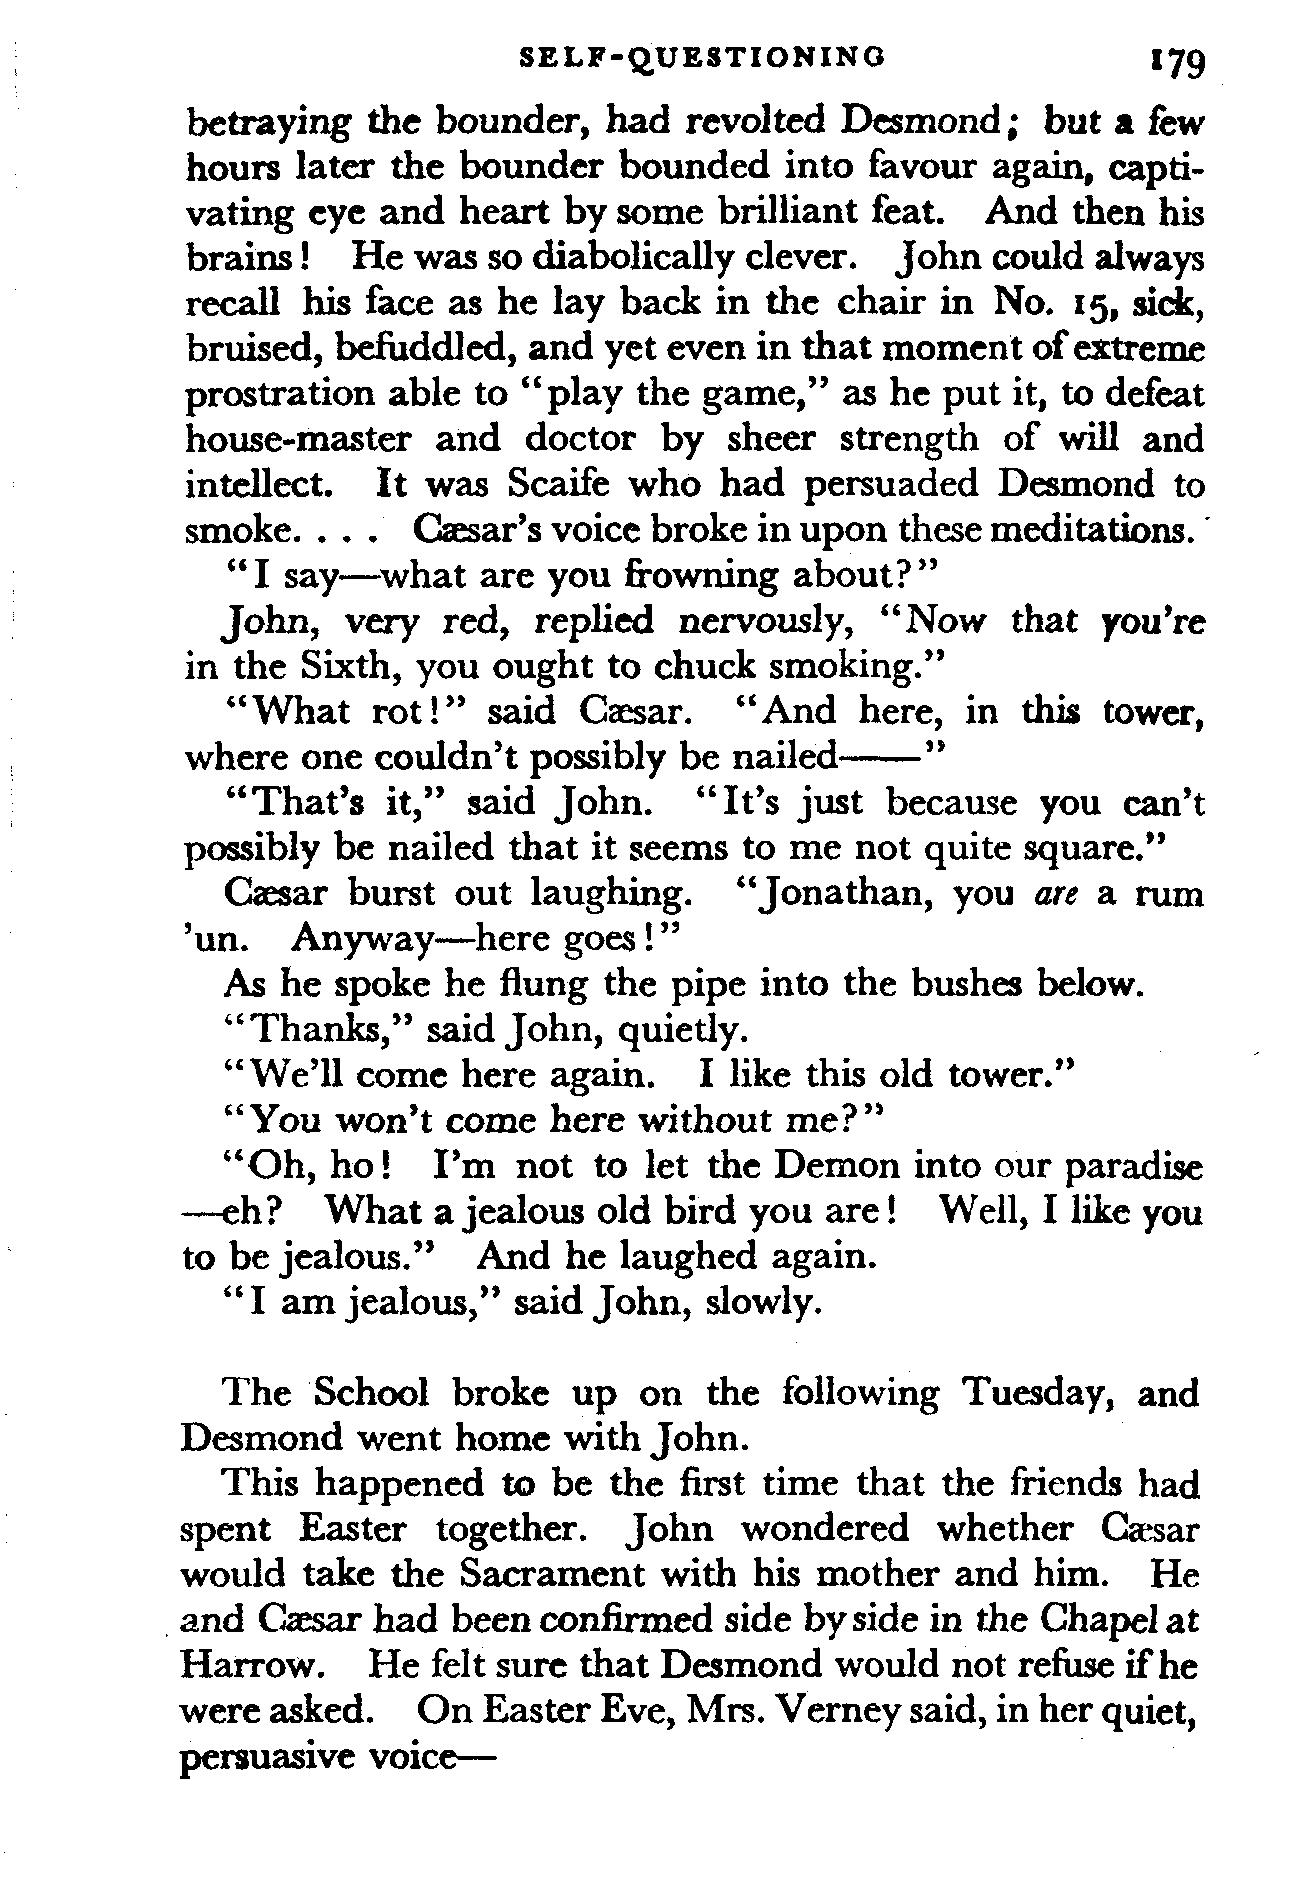 SELF-QUESTIONING 179
betraying the bounder, had revolted Desmond; but a few
hours later the bounder bounded into favour again, capti-
vating eye and heart by some brilliant feat. And then his
brains! He was so diabolically clever. John could always
recall his face as he lay back in the chair in No. 15, sick,
bruised, befuddled, and yet even in that moment of extreme
prostration able to “play the game,” as he put it, to defeat
house-master and doctor by sheer strength of will and
intellect. It was Scaife who had persuaded Desmond to
smoke. . . . Cæsar’s voice broke in upon these meditations.
“I say—what are you frowning about?”
John, very red, replied nervously, “Now that you’re
in the Sixth, you ought to chuck smoking.”
“What rot!” said Cæsar. “And here, in this tower,
where one couldn’t possibly be nailed——”
“That’s it,” said John. “It’s just because you can’t
possibly be nailed that it seems to me not quite square.”
Cæsar burst out laughing. “Jonathan, you are a rum
’un. Anyway—here goes!”
As he spoke he flung the pipe into the bushes below.
“Thanks,” said John, quietly.
“We’ll come here again. I like this old tower.”
“You won’t come here without me?”
“Oh, ho! I’m not to let the Demon into our paradise
—eh? What a jealous old bird you are! Well, I like you
to be jealous.” And he laughed again.
“I am jealous,” said John, slowly.
The School broke up on the following Tuesday, and
Desmond went home with John.
This happened to be the first time that the friends had
spent Easter together. John wondered whether Cæsar
would take the Sacrament with his mother and him. He
and Cæsar had been confirmed side by side in the Chapel at
Harrow. He felt sure that Desmond would not refuse if he
were asked. On Easter Eve, Mrs. Verney said, in her quiet,
persuasive voice—